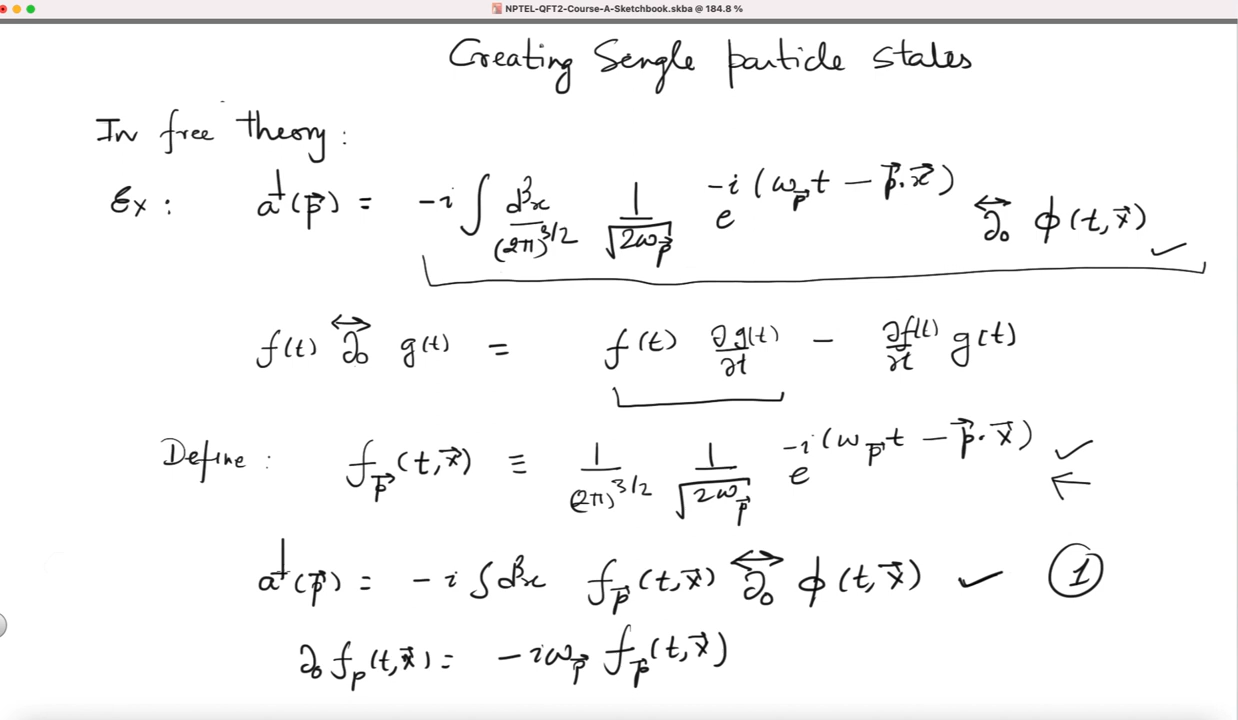 NPTEL-QFT2-Course-A-Sketchbook.skba @ 184.8 %
Creating Sengle particle states
In free theory :
Ex : a†(p⃗) = -i ∫ d³x/(2π)^{3/2} 1/√(2ω_p⃗) e^{-i(ω_p⃗ t - p⃗.x⃗)} ∂₀↔ ϕ(t,x⃗) ✓
f(t) ∂₀↔ g(t) = f(t) ∂g(t)/∂t - ∂f(t)/∂t g(t)
Define : f_p⃗(t,x⃗) ≡ 1/(2π)^{3/2} 1/√(2ω_p⃗) e^{-i(ω_p⃗ t - p⃗.x⃗)} ✓ ←
a†(p⃗) = -i ∫d³x f_p⃗(t,x⃗) ∂₀↔ ϕ(t,x⃗) ✓ ①
∂₀ f_p(t,x⃗) = -iω_p⃗ f_p⃗(t,x⃗)